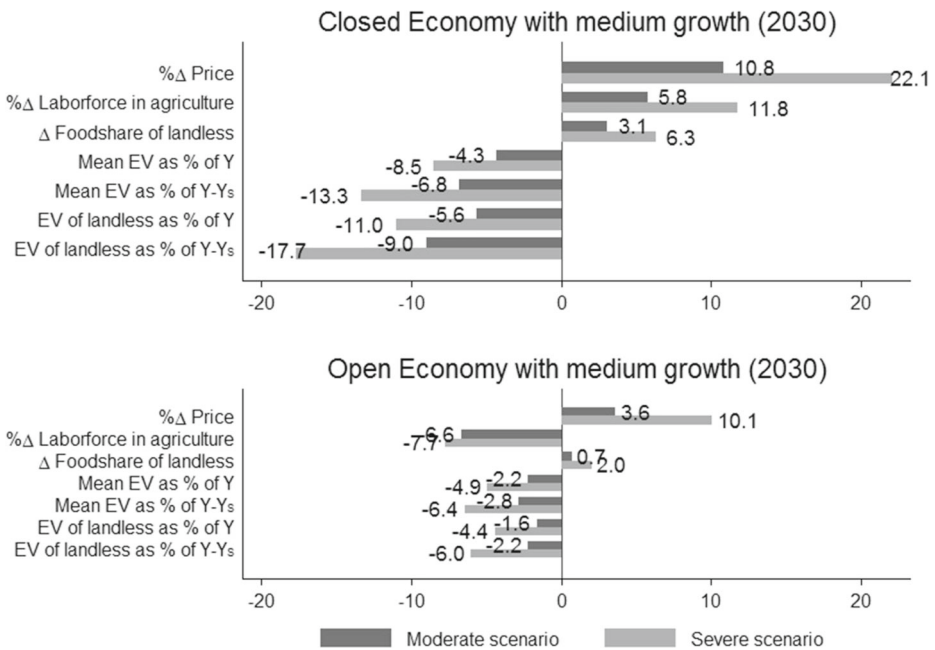 Closed Economy with medium growth (2030)
%Δ Price 10.8
22.1
%Δ Laborforce in agriculture 5.8
11.8
Δ Foodshare of landless 3.1
6.3
Mean EV as % of Y -4.3
-8.5
Mean EV as % of Y-Ys -6.8
-13.3
EV of landless as % of Y -5.6
-11.0
EV of landless as % of Y-Ys -9.0
-17.7
-20 -10 0 10 20
Open Economy with medium growth (2030)
%Δ Price 3.6
10.1
%Δ Laborforce in agriculture -6.6
-7.7
Δ Foodshare of landless 0.7
2.0
Mean EV as % of Y -2.2
-4.9
Mean EV as % of Y-Ys -2.8
-6.4
EV of landless as % of Y -1.6
-4.4
EV of landless as % of Y-Ys -2.2
-6.0
-20 -10 0 10 20
Moderate scenario Severe scenario